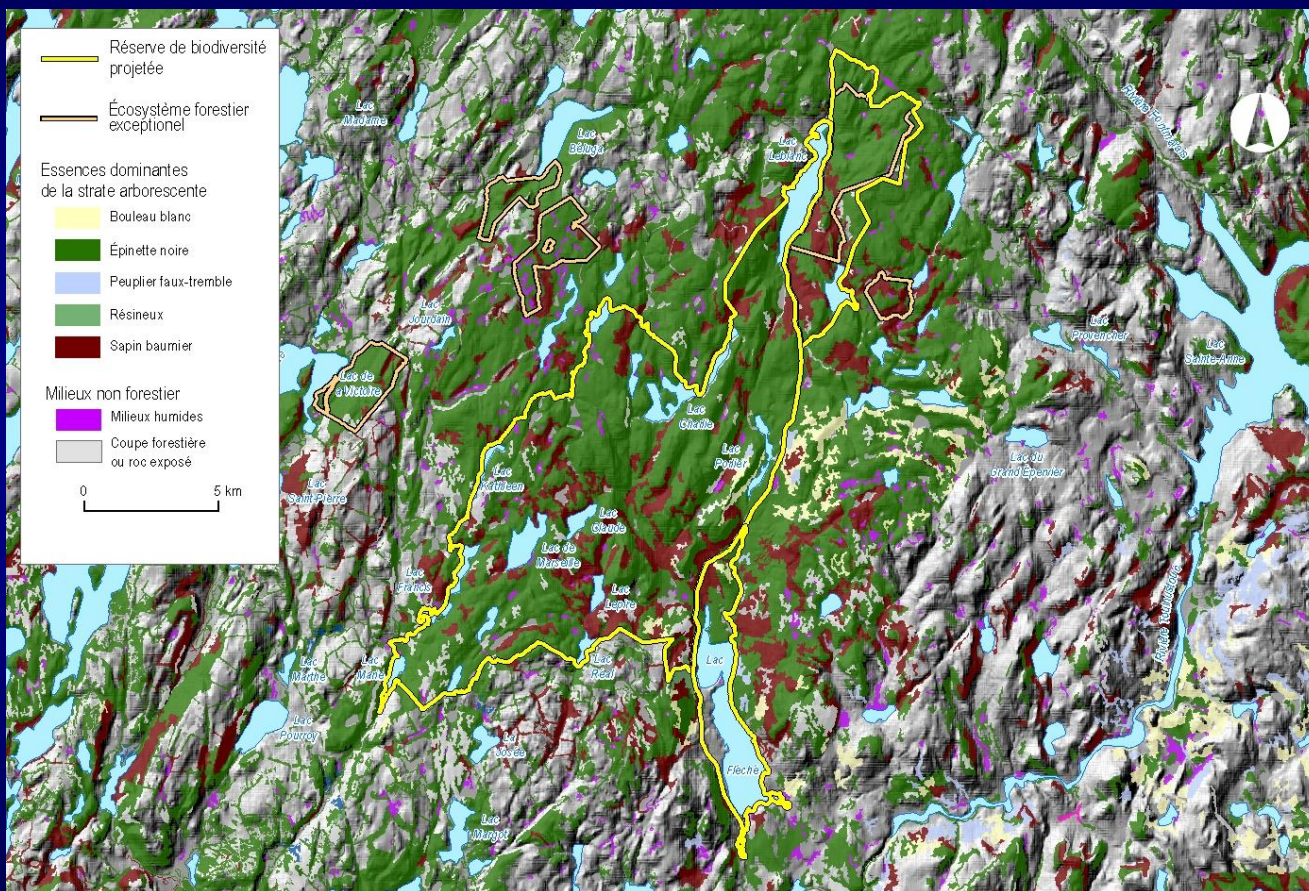 Réserve de biodiversité
projetée
Écosystème forestier
exceptionel
Essences dominantes
de la strate arborescente
Bouleau blanc
Épinette noire
Peuplier faux-tremble
Résineux
Sapin baumier
Milieux non forestier
Milieux humides
Coupe forestière
ou roc exposé
0 5 km
Lac
Madame
Lac
Béluga
Lac
Leblanc
Lac
Jourdain
Lac de
la Victoire
Lac
Provencher
Lac
Sainte-Anne
Lac
Charlie
Lac
Potier
Lac du
Grand Épervier
Lac
Saint-Pierre
Lac
Kathleen
Lac
Claude
Lac de
Marseille
Lac
Francis
Lac
Lepire
Lac
Marthe
Lac
Lac
Réal
Lac
Flèche
Lac
Pourroy
Lac
Margot
Rivière